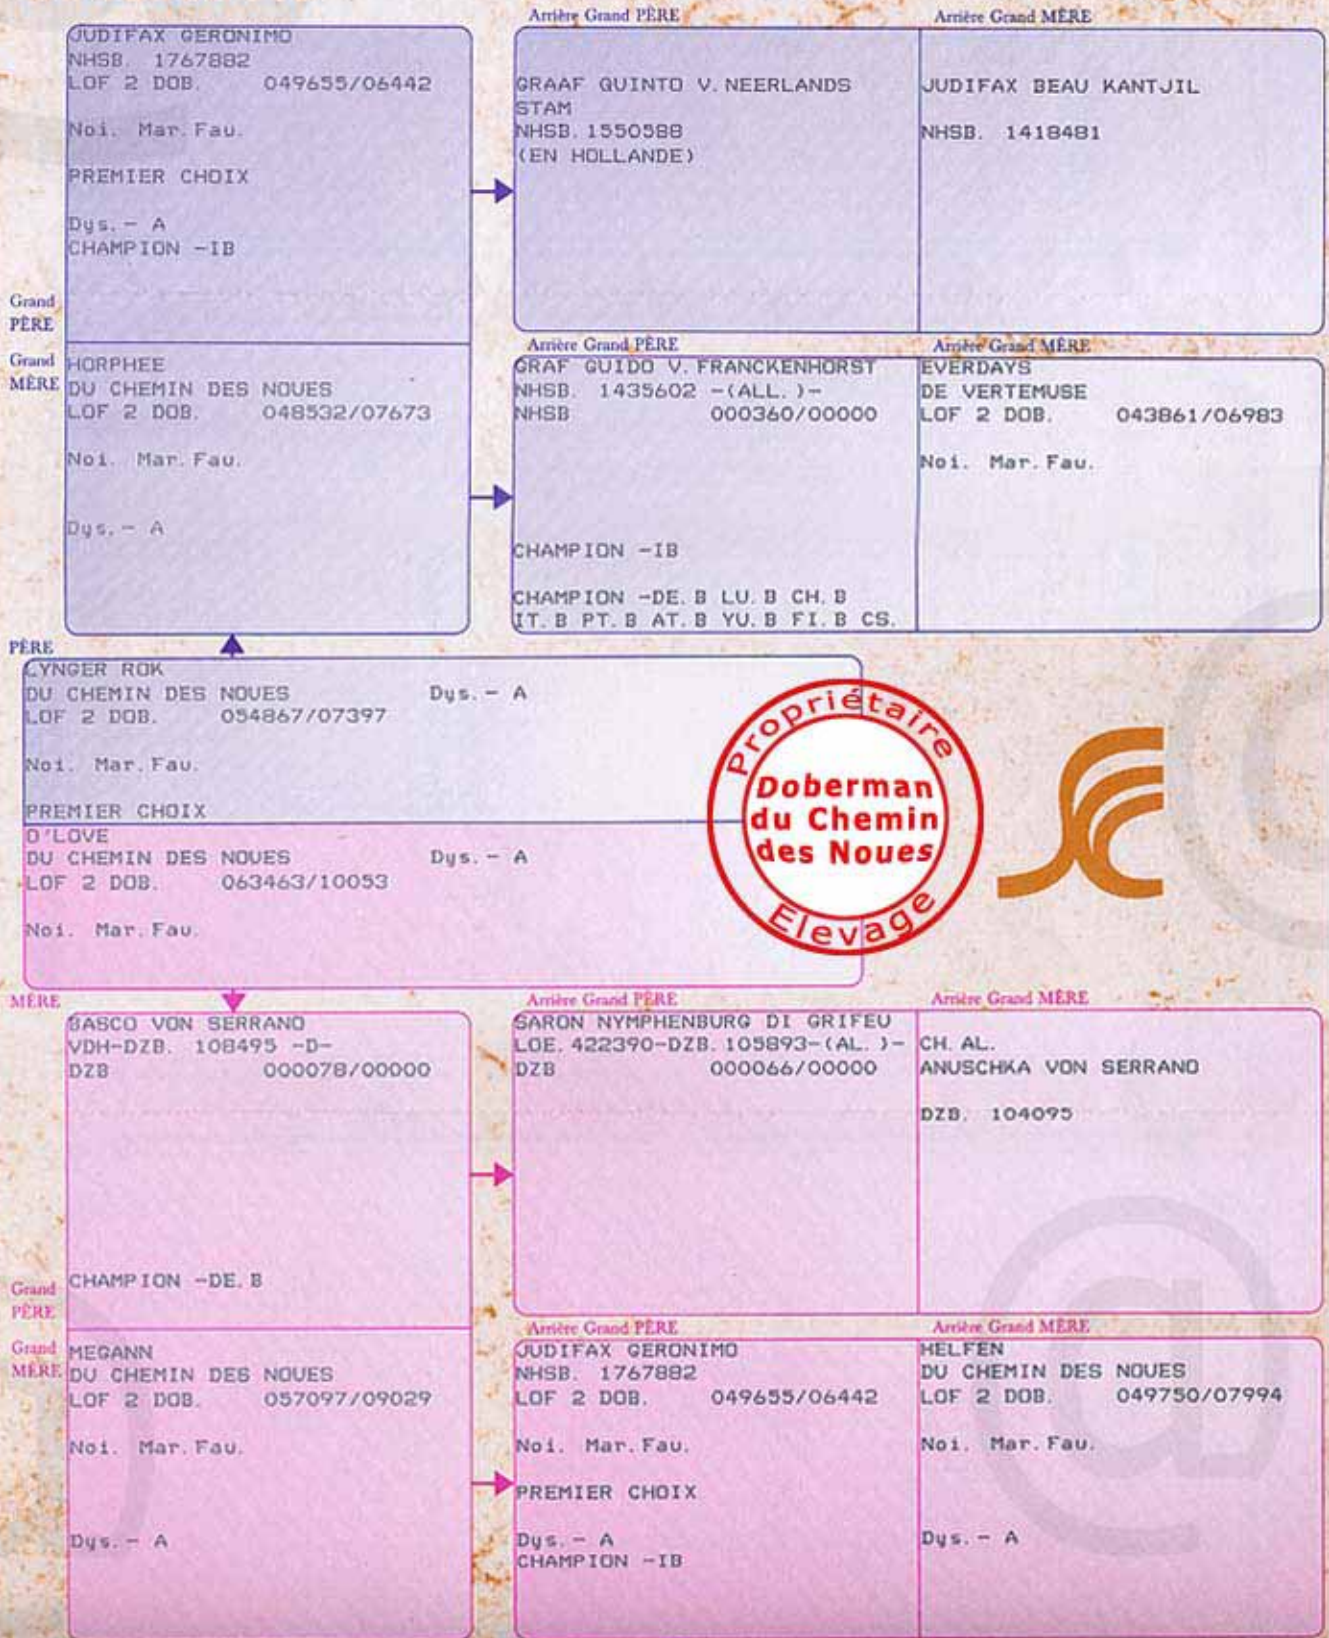 Arrière Grand PÈRE
Arrière Grand MÈRE
JUDIFAX GERONIMO
NHSB. 1767882
LOF 2 DOB. 049655/06442
Noi. Mar. Fau.
PREMIER CHOIX
Dys. - A
CHAMPION -IB
Grand
PÈRE
GRAAF QUINTO V. NEERLANDS
STAM
NHSB. 1550588
(EN HOLLANDE)
JUDIFAX BEAU KANTJIL
NHSB. 1418481
Grand
MÈRE
HORPHEE
DU CHEMIN DES NOUES
LOF 2 DOB. 048532/07673
Noi. Mar. Fau.
Dys. - A
Arrière Grand PÈRE
GRAF GUIDO V. FRANCKENHORST
NHSB. 1435602 -(ALL.)-
NHSB 000360/00000
CHAMPION -IB
CHAMPION -DE. B LU. B CH. B
IT. B PT. B AT. B YU. B FI. B CS.
Arrière Grand MÈRE
EVERDAYS
DE VERTEMUSE
LOF 2 DOB. 043861/06983
Noi. Mar. Fau.
PÈRE
LYNGER ROK
DU CHEMIN DES NOUES Dys. - A
LOF 2 DOB. 054867/07397
Noi. Mar. Fau.
PREMIER CHOIX
O'LOVE
DU CHEMIN DES NOUES Dys. - A
LOF 2 DOB. 063463/10053
Noi. Mar. Fau.
MÈRE
Propriétaire
Doberman
du Chemin
des Noues
Elevage
BASCO VON SERRANO
VDH-DZB. 108495 -D-
DZB 000078/00000
CHAMPION -DE. B
Grand
PÈRE
Arrière Grand PÈRE
SARON NYMPHENBURG DI GRIFEU
LOE. 422390-DZB. 105893-(AL. )-
DZB 000066/00000
Arrière Grand MÈRE
CH. AL.
ANUSCHKA VON SERRANO
DZB. 104095
Grand
MÈRE
MEGANN
DU CHEMIN DES NOUES
LOF 2 DOB. 057097/09029
Noi. Mar. Fau.
Dys. - A
Arrière Grand PÈRE
JUDIFAX GERONIMO
NHSB. 1767882
LOF 2 DOB. 049655/06442
Noi. Mar. Fau.
PREMIER CHOIX
Dys. - A
CHAMPION -IB
Arrière Grand MÈRE
HELFEN
DU CHEMIN DES NOUES
LOF 2 DOB. 049750/07994
Noi. Mar. Fau.
Dys. - A